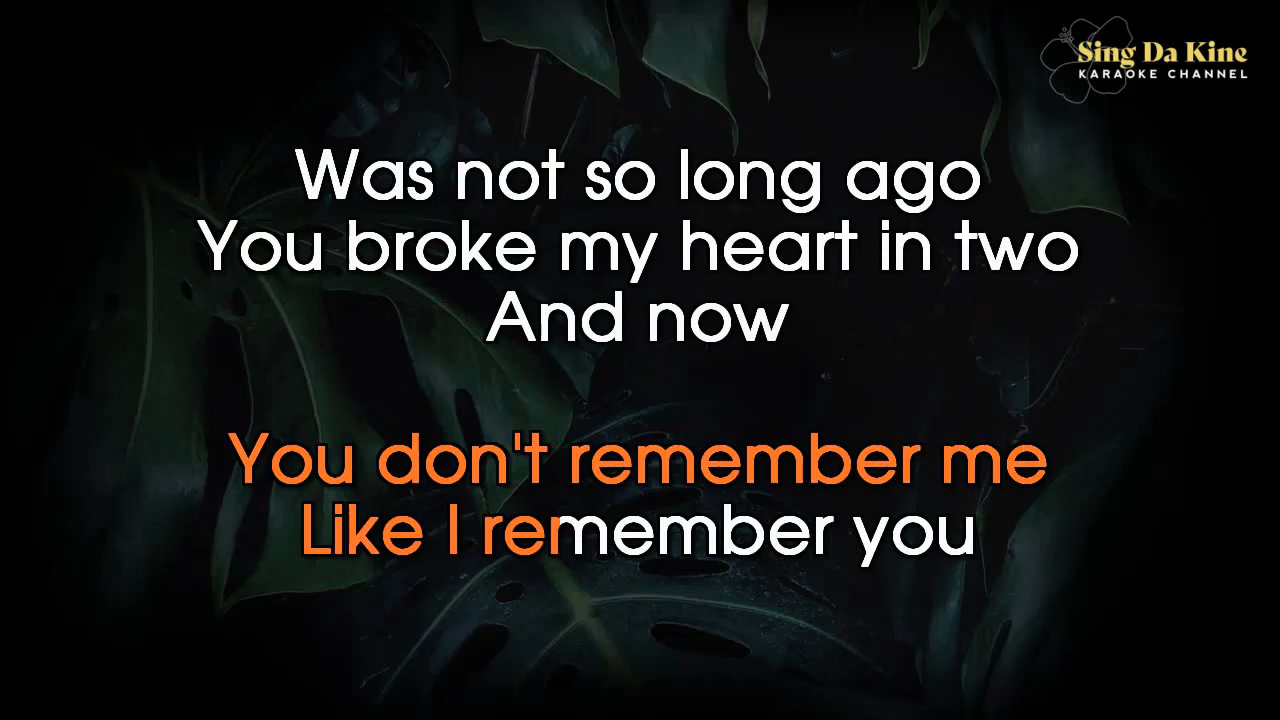 Sing Da Kine
KARAOKE CHANNEL
Was not so long ago
You broke my heart in two
And now
You don't remember me
Like I remember you